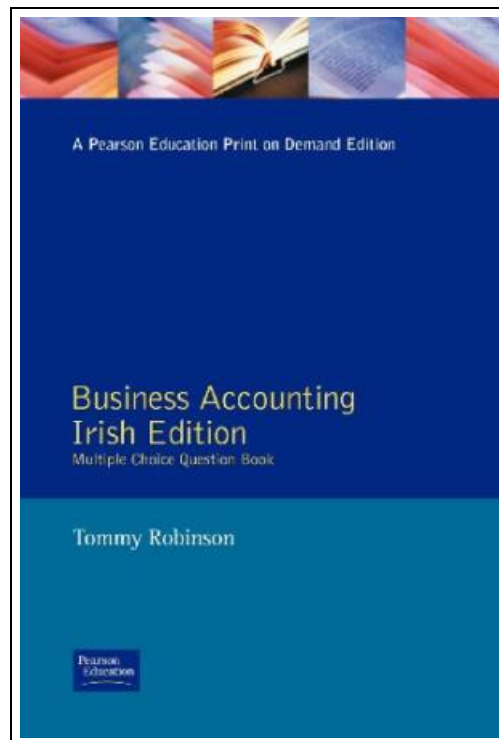 A Pearson Education Print on Demand Edition
Business Accounting
Irish Edition
Multiple Choice Question Book
Tommy Robinson
Pearson
Education